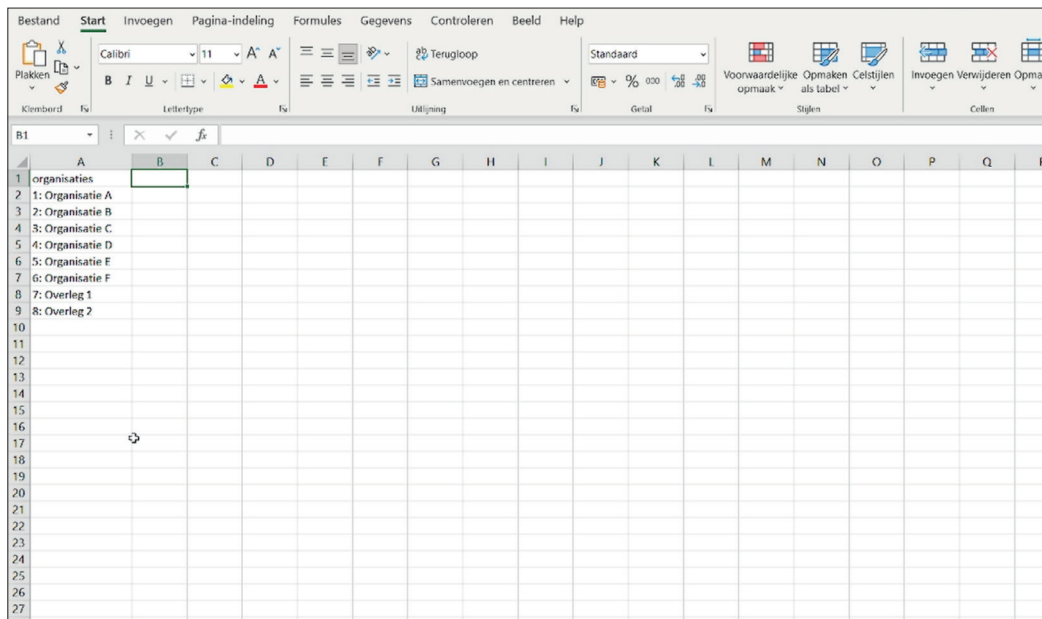 Bestand Start Invoegen Pagina-indeling Formules Gegevens Controleren Beeld Help
Calibri 11 Terugloop Standaard
Plakken B I U Samenvoegen en centreren % 000 Voorwaardelijke opmaak Opmaken als tabel Celstijlen Invoegen Verwijderen Opma
Klembord Lettertype Uitlijning Getal Stijlen Cellen
B1 fx
A B C D E F G H I J K L M N O P Q
1 organisaties
2 1: Organisatie A
3 2: Organisatie B
4 3: Organisatie C
5 4: Organisatie D
6 5: Organisatie E
7 6: Organisatie F
8 7: Overleg 1
9 8: Overleg 2
10
11
12
13
14
15
16
17
18
19
20
21
22
23
24
25
26
27